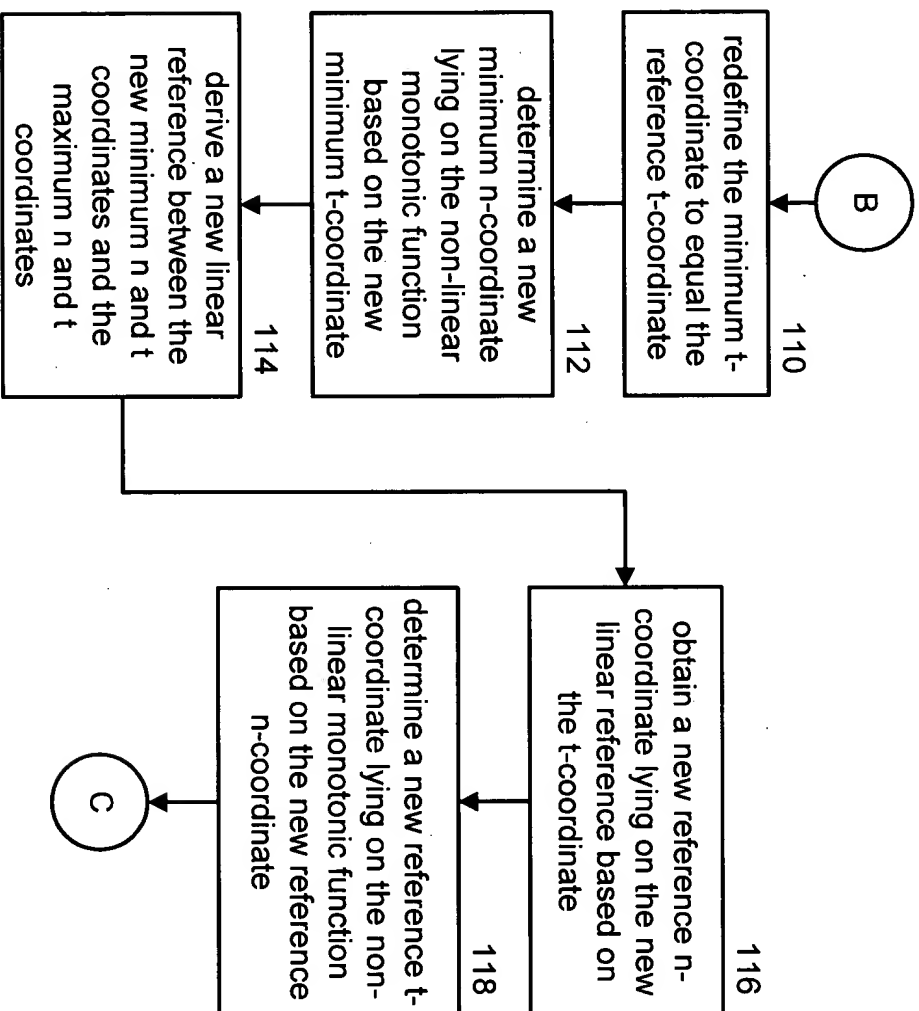 B
110
redefine the minimum t-
coordinate to equal the
reference t-coordinate
112
determine a new
minimum n-coordinate
lying on the non-linear
monotonic function
based on the new
minimum t-coordinate
114
derive a new linear
reference between the
new minimum n and t
coordinates and the
maximum n and t
coordinates
116
obtain a new reference n-
coordinate lying on the new
linear reference based on
the t-coordinate
118
determine a new reference t-
coordinate lying on the non-
linear monotonic function
based on the new reference
n-coordinate
C